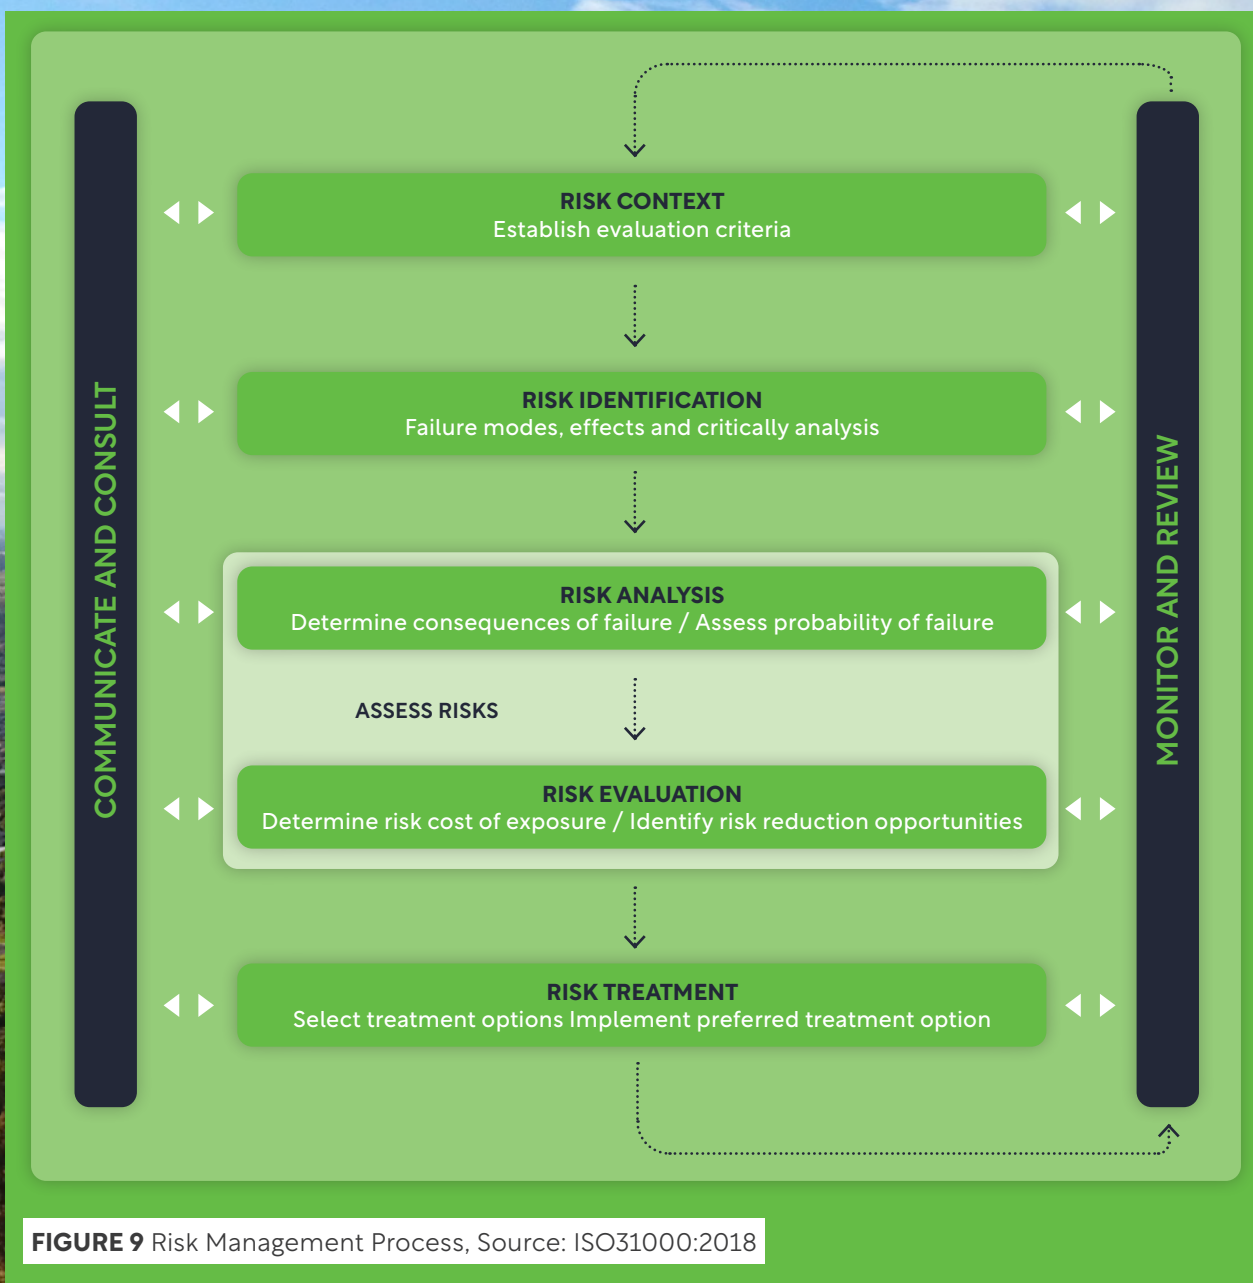 RISK CONTEXT
Establish evaluation criteria
RISK IDENTIFICATION
Failure modes, effects and critically analysis
RISK ANALYSIS
Determine consequences of failure / Assess probability of failure
ASSESS RISKS
RISK EVALUATION
Determine risk cost of exposure / Identify risk reduction opportunities
RISK TREATMENT
Select treatment options Implement preferred treatment option
COMMUNICATE AND CONSULT
MONITOR AND REVIEW
FIGURE 9 Risk Management Process, Source: ISO31000:2018